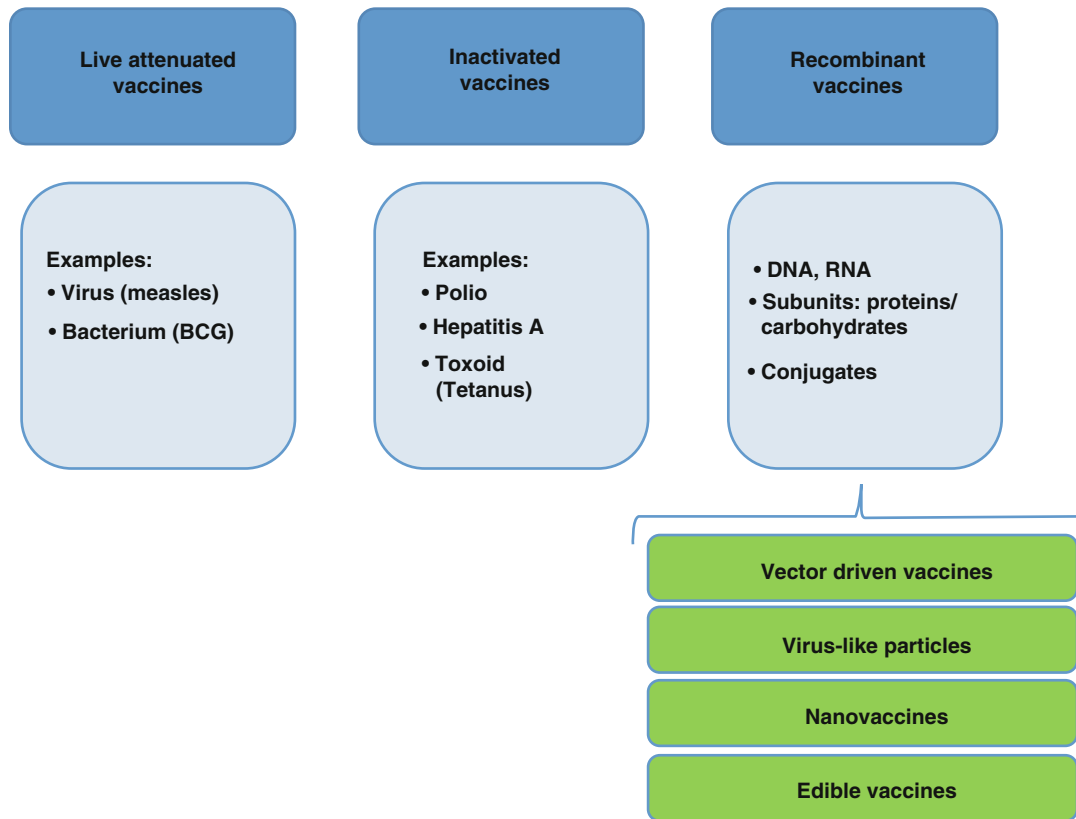 Live attenuated
vaccines
Inactivated
vaccines
Recombinant
vaccines
Examples:
• Virus (measles)
• Bacterium (BCG)
Examples:
• Polio
• Hepatitis A
• Toxoid
(Tetanus)
• DNA, RNA
• Subunits: proteins/
carbohydrates
• Conjugates
Vector driven vaccines
Virus-like particles
Nanovaccines
Edible vaccines